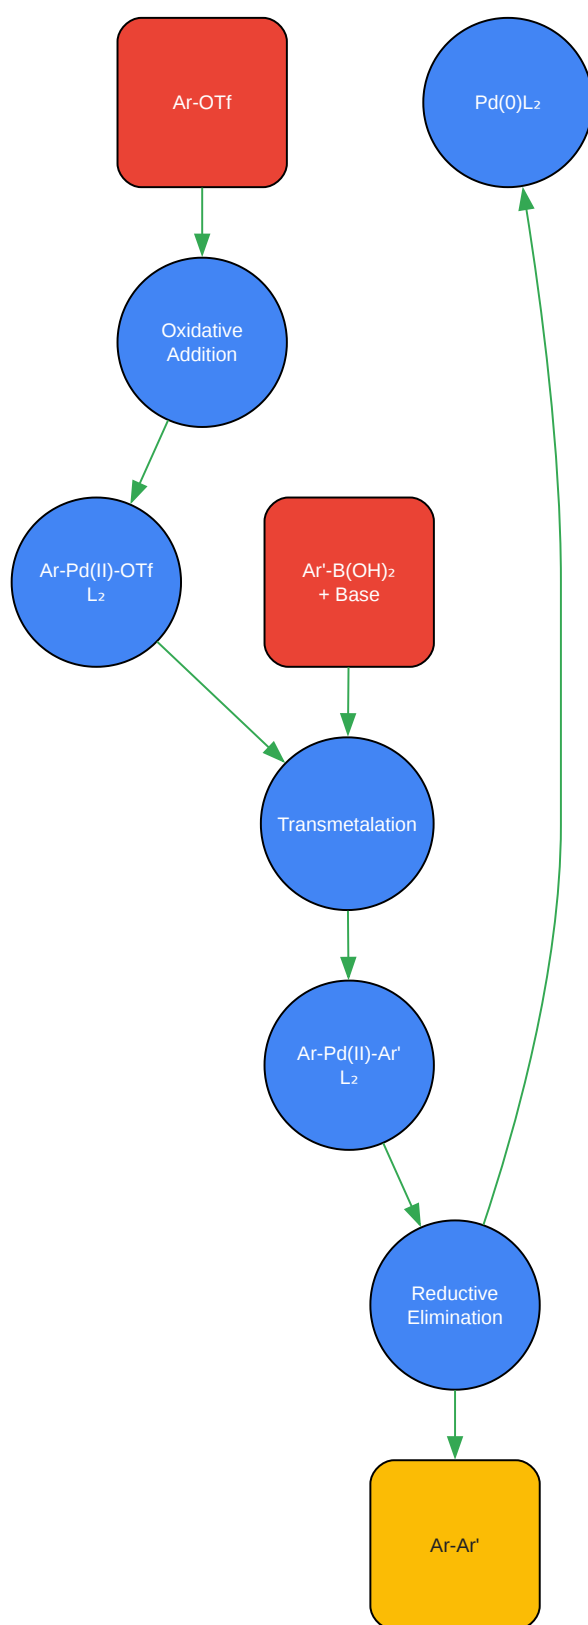 Ar-OTf
Pd(0)L₂
Oxidative
Addition
Ar-Pd(II)-OTf
L₂
Ar'-B(OH)₂
+ Base
Transmetalation
Ar-Pd(II)-Ar'
L₂
Reductive
Elimination
Ar-Ar'